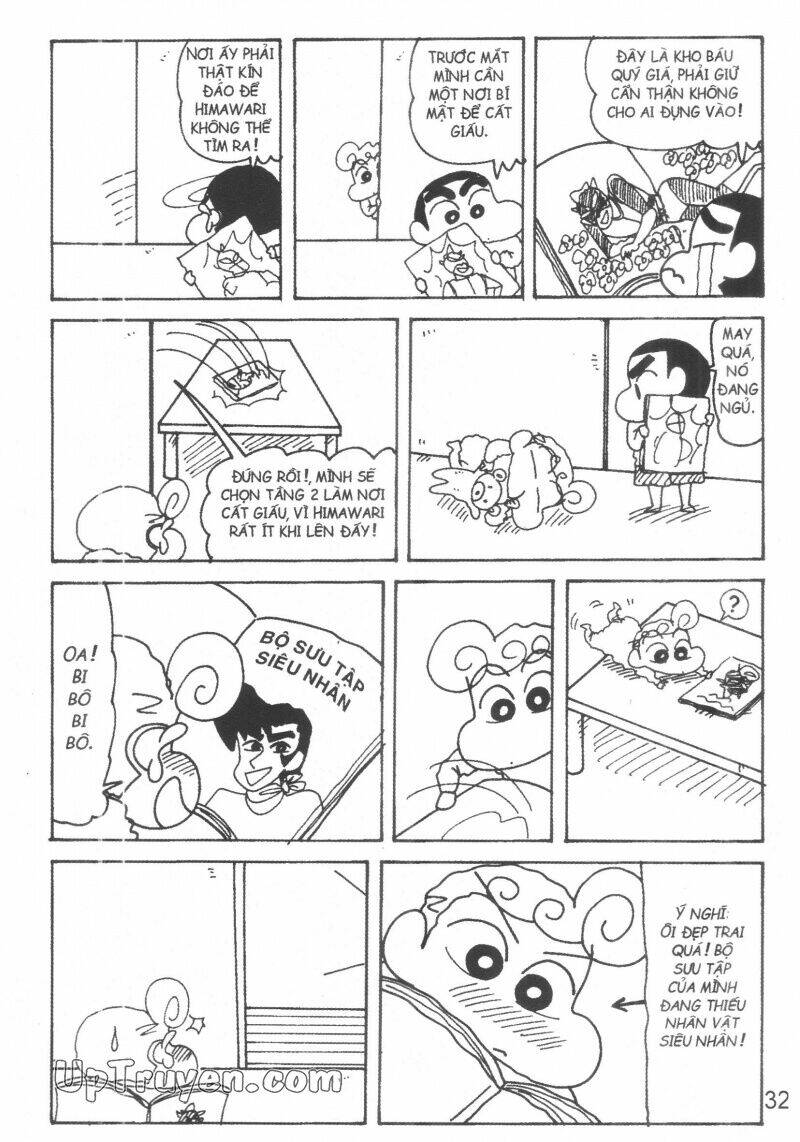 ĐÂY LÀ KHO BÁU
QUÝ GIÁ, PHẢI GIỮ
CẨN THẬN KHÔNG
CHO AI ĐỤNG VÀO!
TRƯỚC MẮT
MÌNH CẦN
MỘT NƠI BÍ
MẬT ĐỂ CẤT
GIẤU.
NƠI ẤY PHẢI
THẬT KÍN
ĐÁO ĐỂ
HIMAWARI
KHÔNG THỂ
TÌM RA!
MAY
QUÁ,
NÓ
ĐANG
NGỦ.
ĐÚNG RỒI!, MÌNH SẼ
CHỌN TẦNG 2 LÀM NƠI
CẤT GIẤU, VÌ HIMAWARI
RẤT ÍT KHI LÊN ĐẤY!
?
BỘ SƯU TẬP
SIÊU NHÂN
OA!
BI
BÔ
BI
BÔ.
Ý NGHĨ:
ÔI ĐẸP TRAI
QUÁ! BỘ
SƯU TẬP
CỦA MÌNH
ĐANG THIẾU
NHÂN VẬT
SIÊU NHÂN!
UpTruyen.com
32